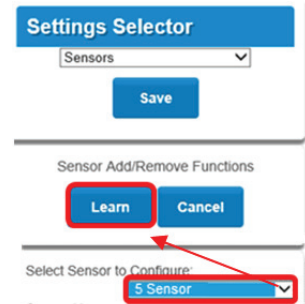 Settings Selector
Sensors
Save
Sensor Add/Remove Functions
Learn Cancel
Select Sensor to Configure:
5 Sensor